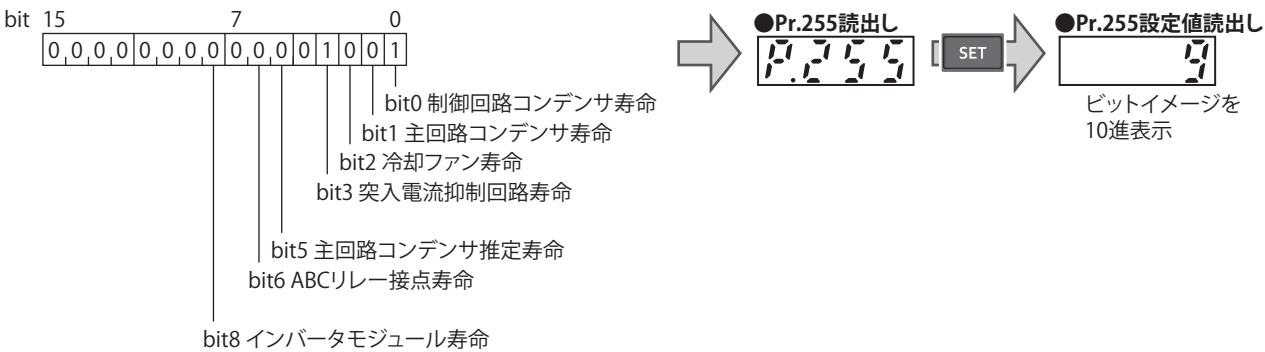 bit 15 7 0
0 0 0 0 0 0 0 0 0 0 0 0 1 0 0 1
bit0 制御回路コンデンサ寿命
bit1 主回路コンデンサ寿命
bit2 冷却ファン寿命
bit3 突入電流抑制回路寿命
bit5 主回路コンデンサ推定寿命
bit6 ABCリレー接点寿命
bit8 インバータモジュール寿命
●Pr.255読出し
P.255
SET
●Pr.255設定値読出し
9
ビットイメージを
10進表示